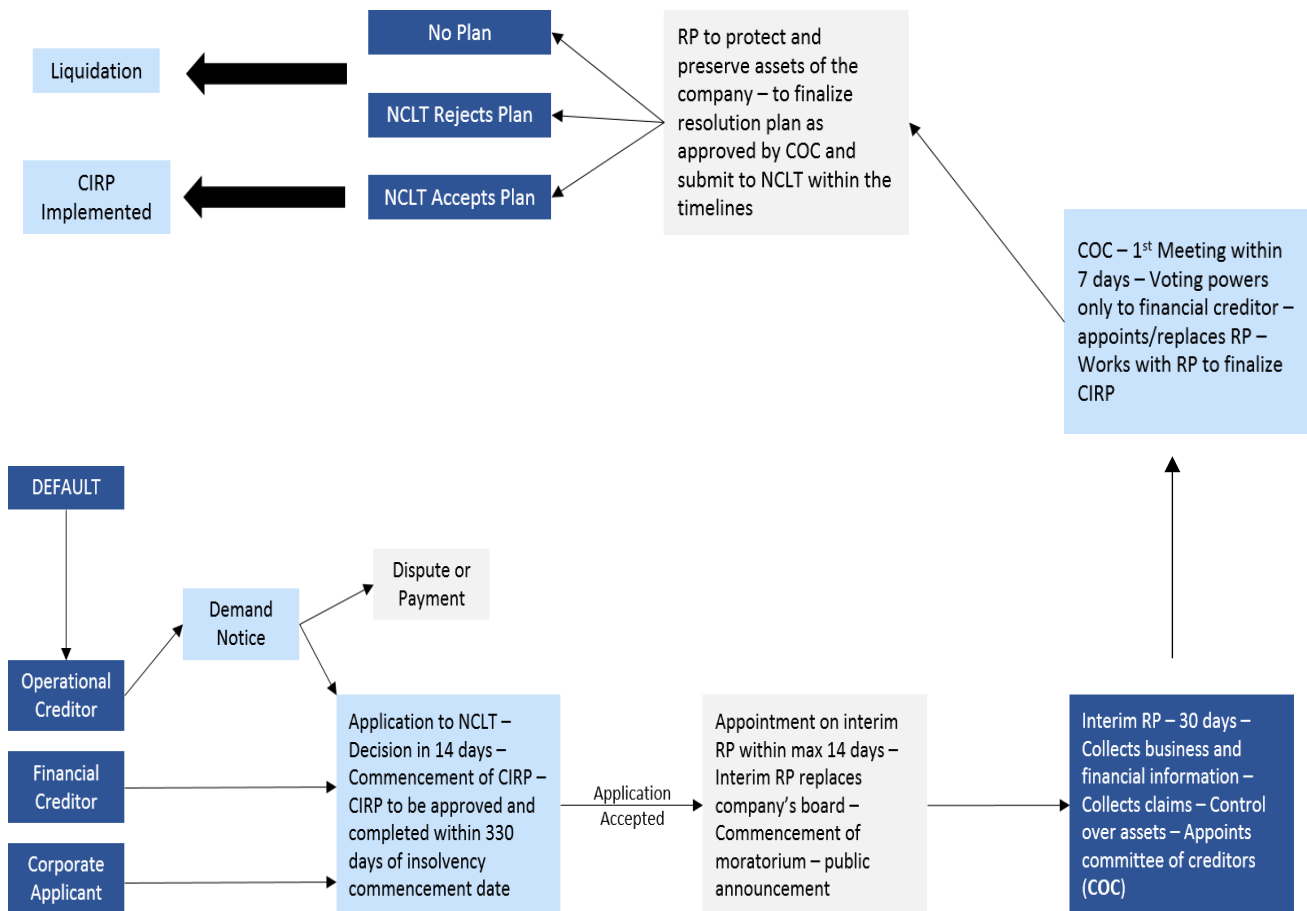 No Plan
Liquidation
NCLT Rejects Plan
CIRP
Implemented
NCLT Accepts Plan
RP to protect and
preserve assets of the
company – to finalize
resolution plan as
approved by COC and
submit to NCLT within the
timelines
COC – 1st Meeting within
7 days – Voting powers
only to financial creditor –
appoints/replaces RP –
Works with RP to finalize
CIRP
DEFAULT
Dispute or
Payment
Demand
Notice
Operational
Creditor
Financial
Creditor
Corporate
Applicant
Application to NCLT –
Decision in 14 days –
Commencement of CIRP –
CIRP to be approved and
completed within 330
days of insolvency
commencement date
Application
Accepted
Appointment on interim
RP within max 14 days –
Interim RP replaces
company's board –
Commencement of
moratorium – public
announcement
Interim RP – 30 days –
Collects business and
financial information –
Collects claims – Control
over assets – Appoints
committee of creditors
(COC)